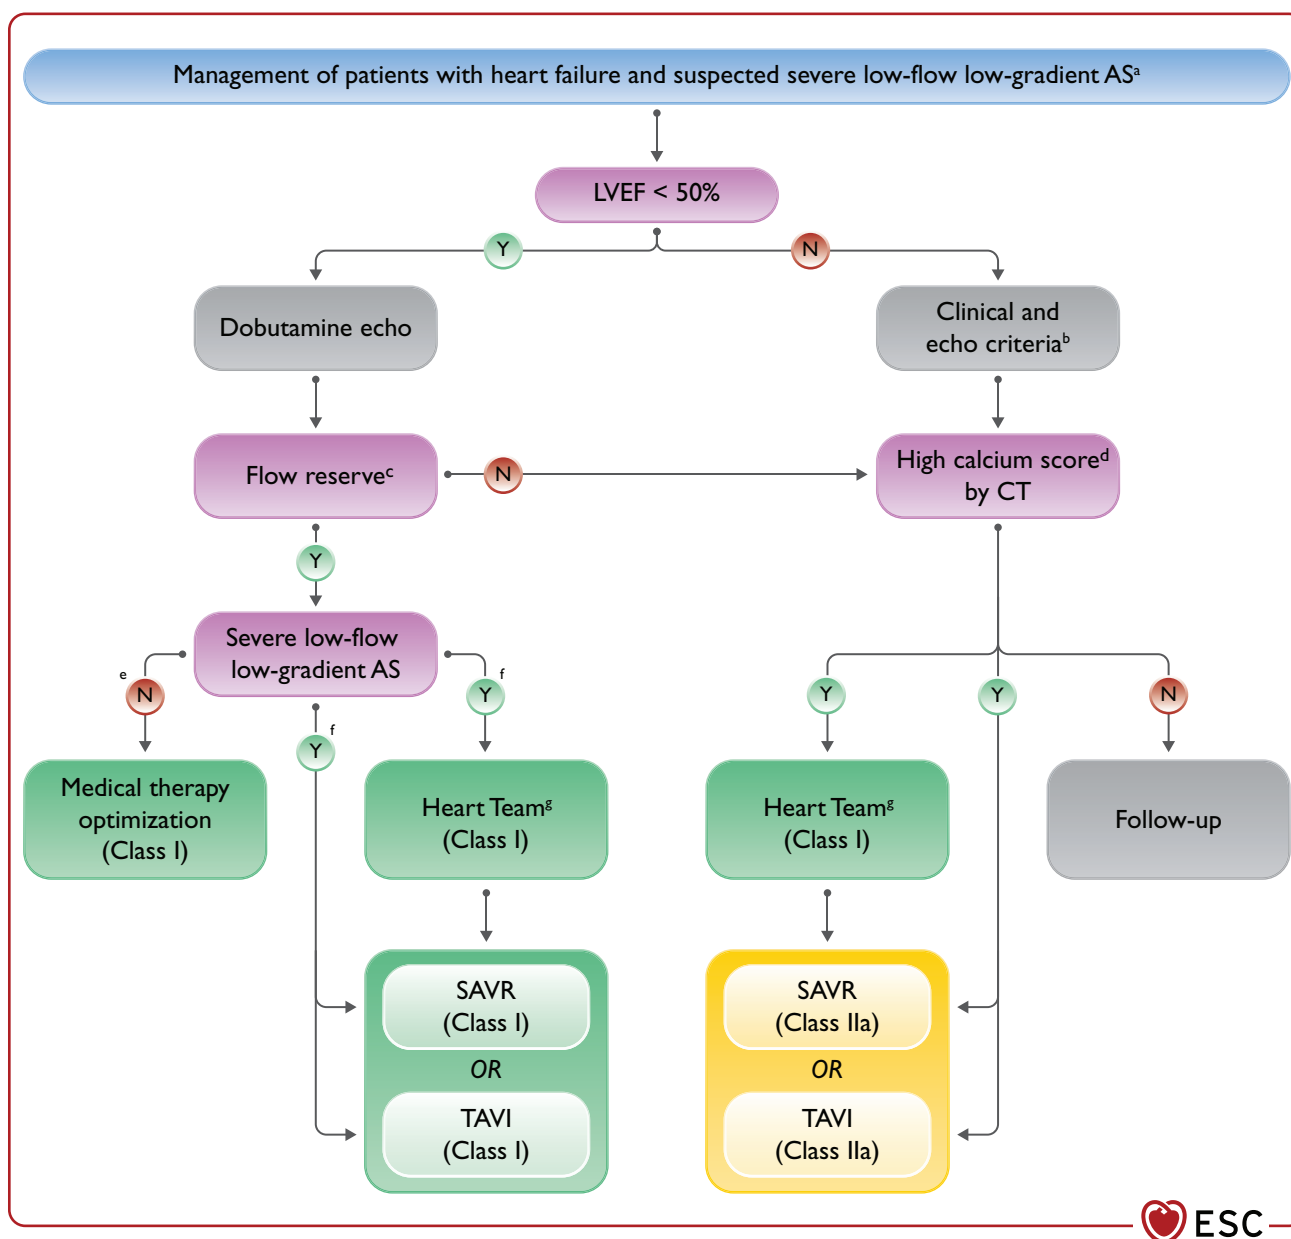 Management of patients with heart failure and suspected severe low-flow low-gradient ASᵃ
LVEF < 50%
Y
N
Dobutamine echo
Clinical and
echo criteriaᵇ
Flow reserveᶜ
N
High calcium scoreᵈ
by CT
Y
Severe low-flow
low-gradient AS
e
N
f
Y
f
Y
Y
Y
N
Medical therapy
optimization
(Class I)
Heart Teamᵍ
(Class I)
Heart Teamᵍ
(Class I)
Follow-up
SAVR
(Class I)
OR
TAVI
(Class I)
SAVR
(Class IIa)
OR
TAVI
(Class IIa)
ESC